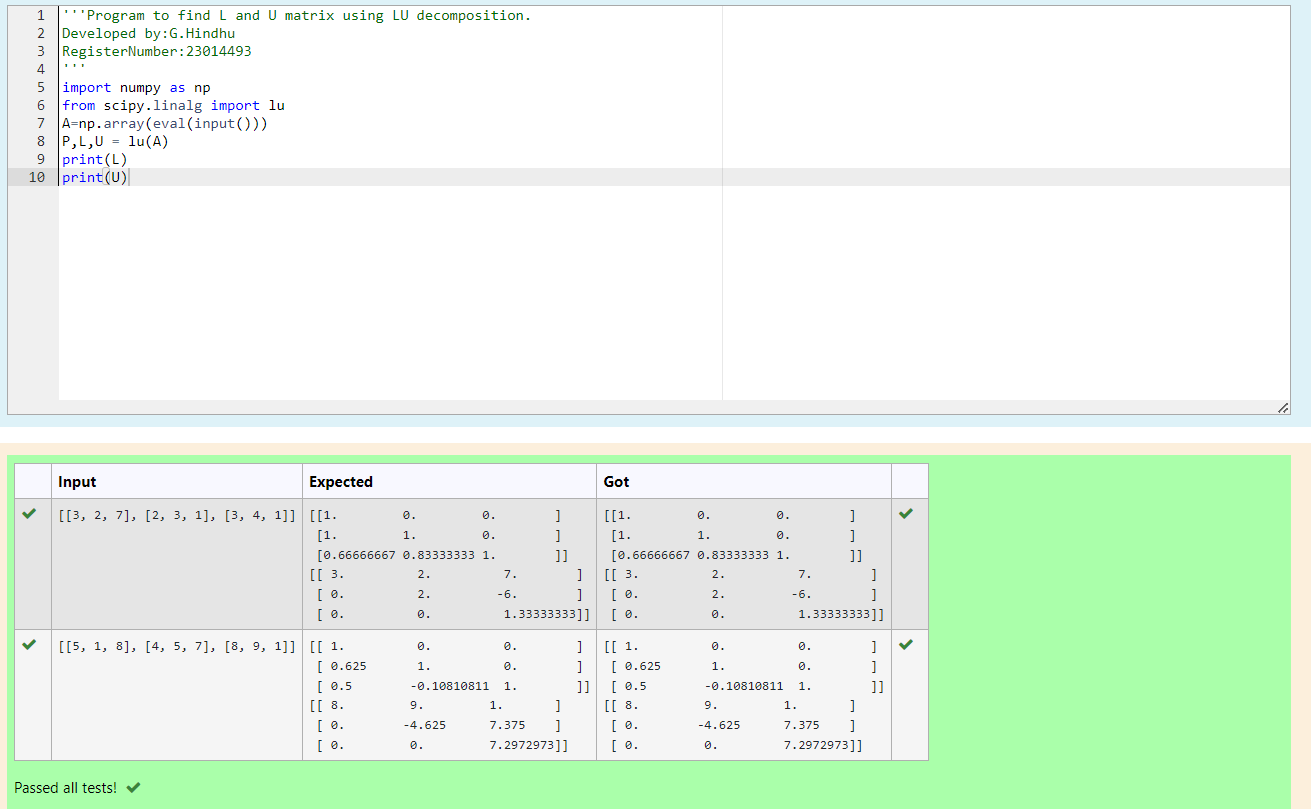 1 '''Program to find L and U matrix using LU decomposition.
2 Developed by:G.Hindhu
3 RegisterNumber:23014493
4 '''
5 import numpy as np
6 from scipy.linalg import lu
7 A=np.array(eval(input()))
8 P,L,U = lu(A)
9 print(L)
10 print(U)
Input Expected Got
[[3, 2, 7], [2, 3, 1], [3, 4, 1]] [[1. 0. 0. ] [[1. 0. 0. ]
[1. 1. 0. ] [1. 1. 0. ]
[0.66666667 0.83333333 1. ]] [0.66666667 0.83333333 1. ]]
[[ 3. 2. 7. ] [[ 3. 2. 7. ]
[ 0. 2. -6. ] [ 0. 2. -6. ]
[ 0. 0. 1.33333333]] [ 0. 0. 1.33333333]]
[[5, 1, 8], [4, 5, 7], [8, 9, 1]] [[ 1. 0. 0. ] [[ 1. 0. 0. ]
[ 0.625 1. 0. ] [ 0.625 1. 0. ]
[ 0.5 -0.10810811 1. ]] [ 0.5 -0.10810811 1. ]]
[[ 8. 9. 1. ] [[ 8. 9. 1. ]
[ 0. -4.625 7.375 ] [ 0. -4.625 7.375 ]
[ 0. 0. 7.2972973]] [ 0. 0. 7.2972973]]
Passed all tests!